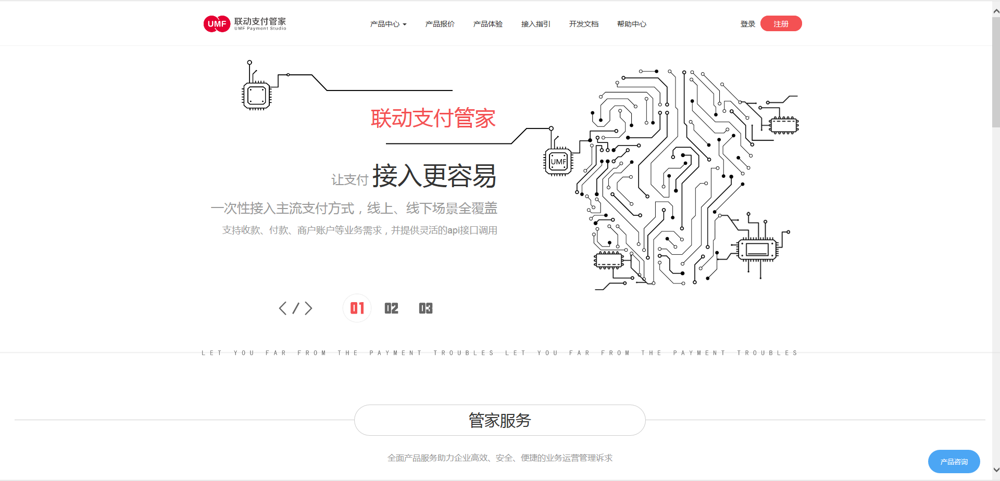 UMF 联动支付管家
UMF Payment Studio
产品中心 产品报价 产品体验 接入指引 开发文档 帮助中心 登录 注册
联动支付管家
UMF
让支付 接入更容易
一次性接入主流支付方式，线上、线下场景全覆盖
支持收款、付款、商户账户等业务需求，并提供灵活的api接口调用
01 02 03
LET YOU FAR FROM THE PAYMENT TROUBLES LET YOU FAR FROM THE PAYMENT TROUBLES
管家服务
全面产品服务助力企业高效、安全、便捷的业务运营管理诉求
产品咨询